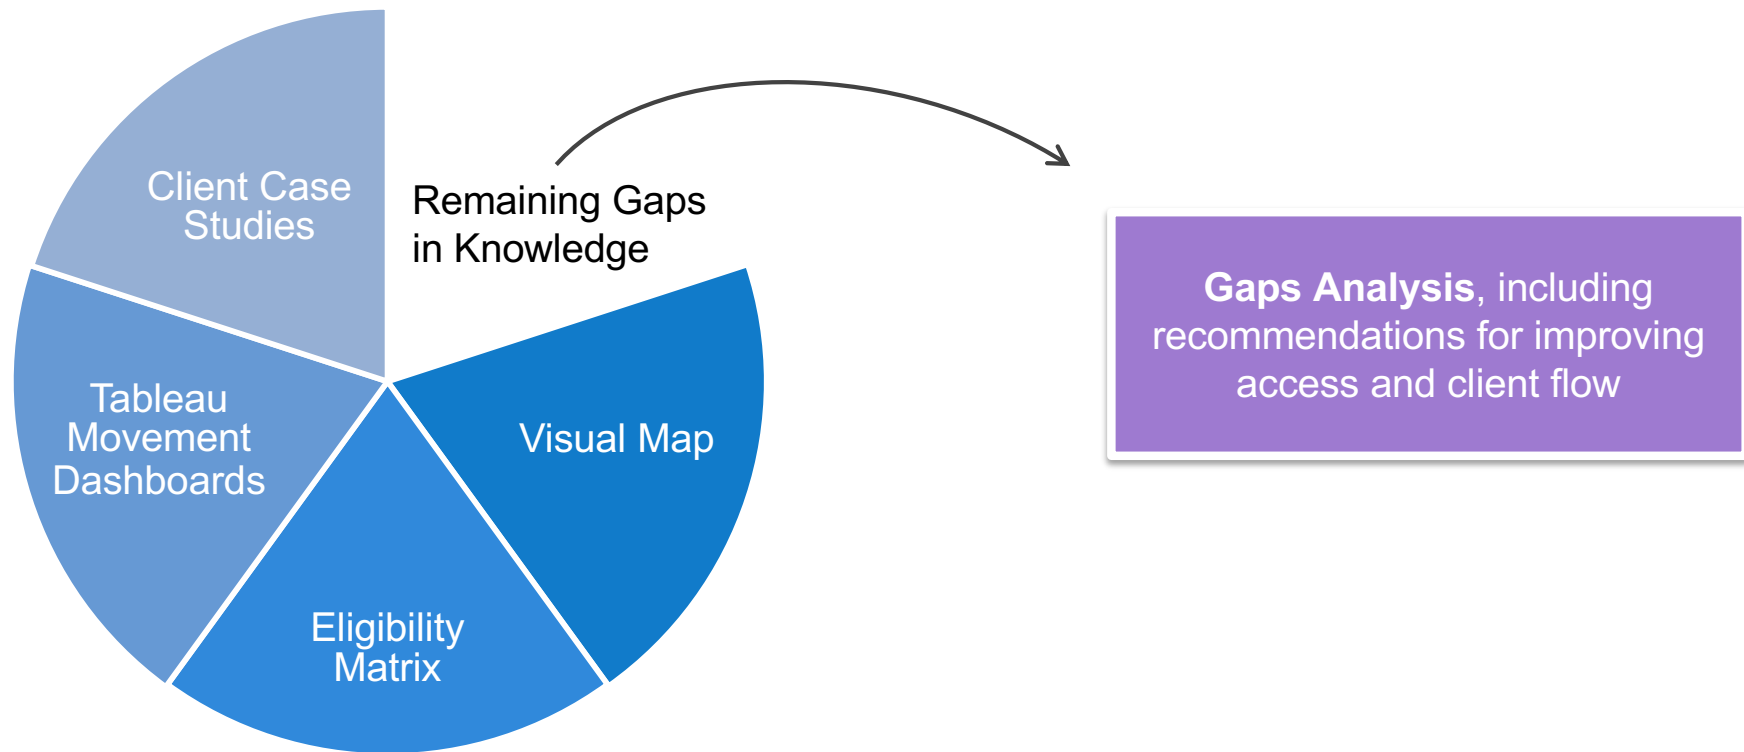 Client Case
Studies
Remaining Gaps
in Knowledge
Tableau
Movement
Dashboards
Visual Map
Eligibility
Matrix
Gaps Analysis, including
recommendations for improving
access and client flow